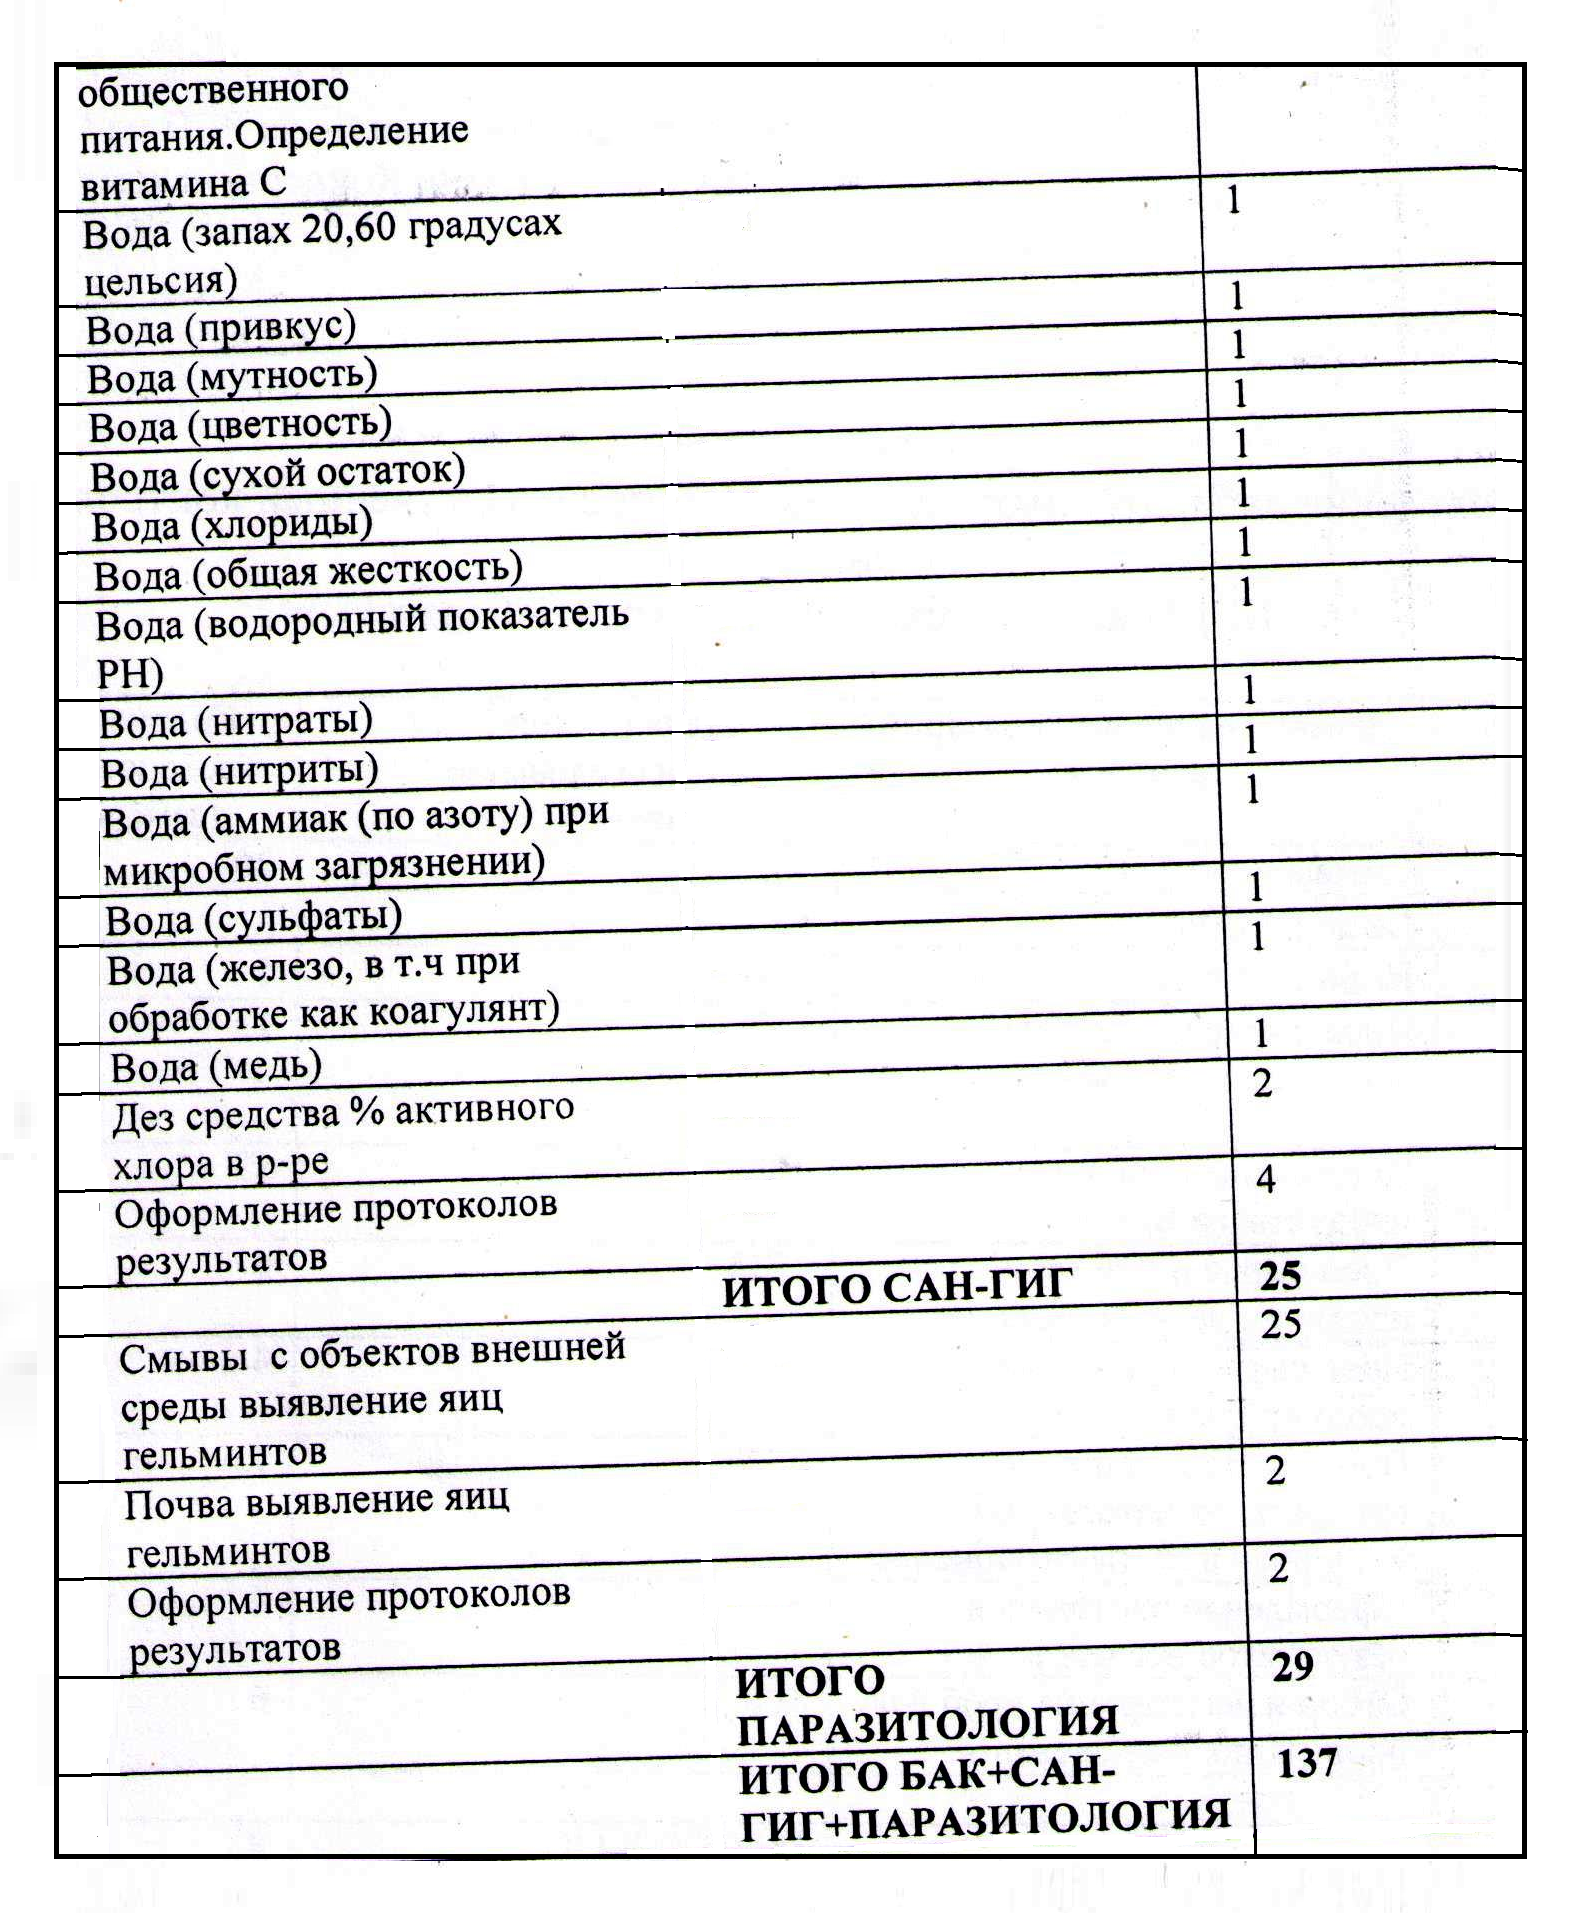 общественного
питания.Определение
витамина С
Вода (запах 20,60 градусах 1
цельсия)
Вода (привкус) 1
Вода (мутность) 1
Вода (цветность) 1
Вода (сухой остаток) 1
Вода (хлориды) 1
Вода (общая жесткость) 1
Вода (водородный показатель 1
РН)
Вода (нитраты) 1
Вода (нитриты) 1
Вода (аммиак (по азоту) при 1
микробном загрязнении)
Вода (сульфаты) 1
Вода (железо, в т.ч при 1
обработке как коагулянт)
Вода (медь) 1
Дез средства % активного 2
хлора в р-ре
Оформление протоколов 4
результатов
ИТОГО САН-ГИГ 25
Смывы с объектов внешней 25
среды выявление яиц
гельминтов
Почва выявление яиц 2
гельминтов
Оформление протоколов 2
результатов
ИТОГО 29
ПАРАЗИТОЛОГИЯ
ИТОГО БАК+САН- 137
ГИГ+ПАРАЗИТОЛОГИЯ